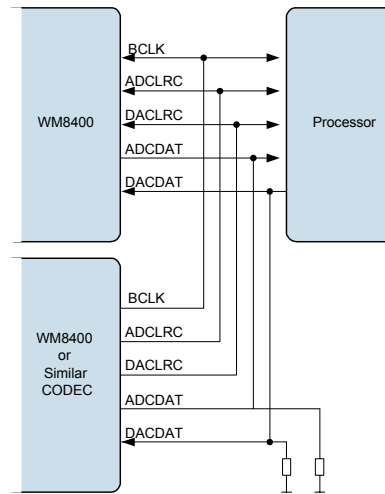 BCLK
ADCLRC
WM8400
DACLRC
Processor
ADCDAT
DACDAT
BCLK
WM8400
or
Similar
CODEC
ADCLRC
DACLRC
ADCDAT
DACDAT